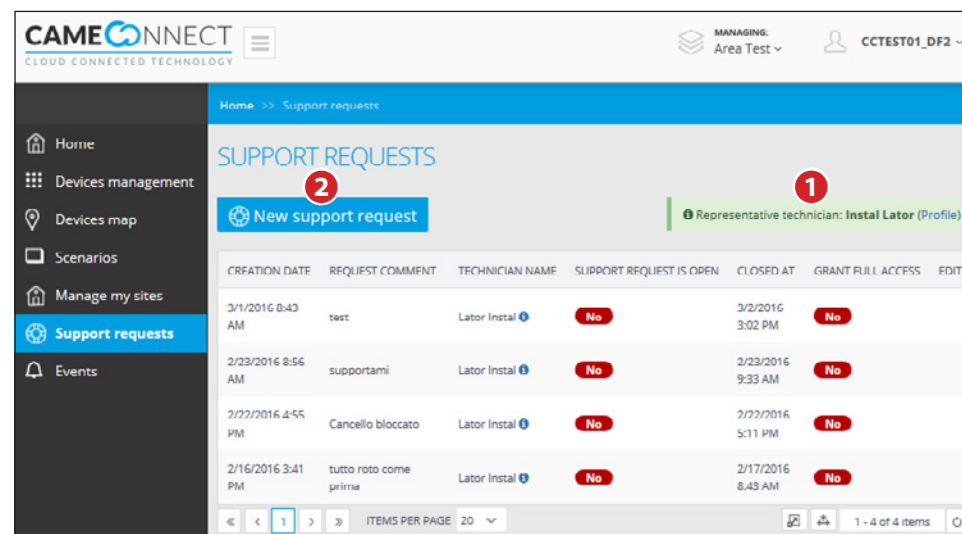 CAMECONNECT
CLOUD CONNECTED TECHNOLOGY
MANAGING:
Area Test
CCTEST01_DF2
Home >> Support requests
Home
Devices management
Devices map
Scenarios
Manage my sites
Support requests
Events
SUPPORT REQUESTS
2
New support request
1
Representative technician: Instal Lator (Profile)
CREATION DATE REQUEST COMMENT TECHNICIAN NAME SUPPORT REQUEST IS OPEN CLOSED AT GRANT FULL ACCESS EDIT
3/1/2016 8:43 AM test Lator Instal No 3/2/2016 3:02 PM No
2/23/2016 8:56 AM supportami Lator Instal No 2/23/2016 9:33 AM No
2/22/2016 4:55 PM Cancello bloccato Lator Instal No 2/22/2016 5:11 PM No
2/16/2016 3:41 PM tutto roto come prima Lator Instal No 2/17/2016 8:43 AM No
« < 1 > » ITEMS PER PAGE 20 1 - 4 of 4 items